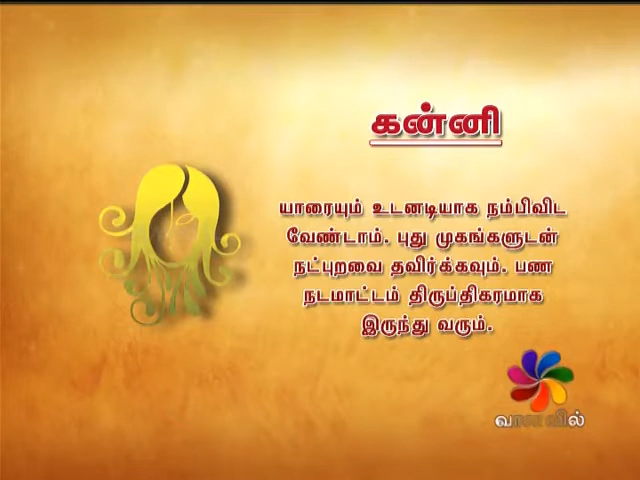 கன்னி
யாரையும் உடனடியாக நம்பிவிட
வேண்டாம். புது முகங்களுடன்
நட்புறவை தவிர்க்கவும். பண
நடமாட்டம் திருப்திகரமாக
இருந்து வரும்.
வானவில்